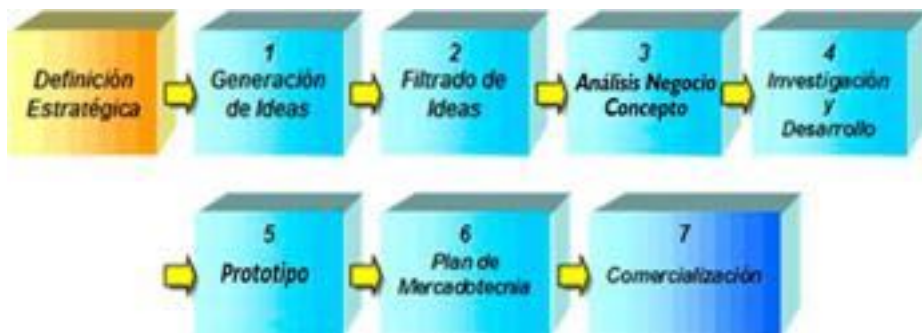 Definición
Estratégica
1
Generación
de Ideas
2
Filtrado de
Ideas
3
Análisis Negocio
Concepto
4
Investigación
y
Desarrollo
5
Prototipo
6
Plan de
Mercadotecnia
7
Comercialización